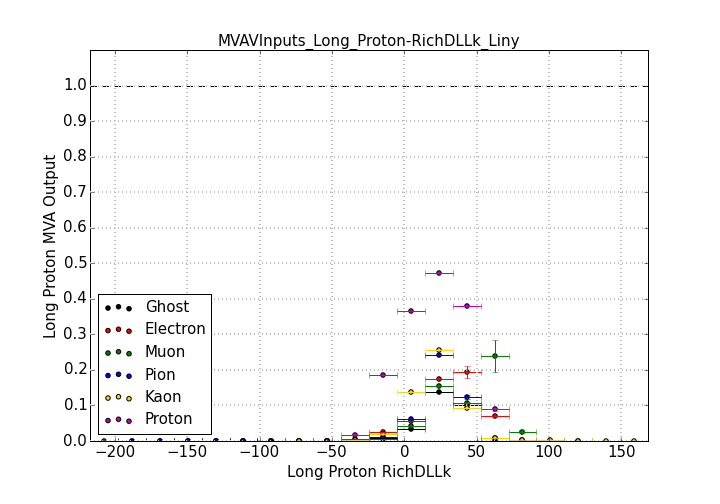 MVAVInputs_Long_Proton-RichDLLk_Liny
Long Proton MVA Output
1.0
0.9
0.8
0.7
0.6
0.5
0.4
0.3
0.2
0.1
0.0
Ghost
Electron
Muon
Pion
Kaon
Proton
−200 −150 −100 −50 0 50 100 150
Long Proton RichDLLk